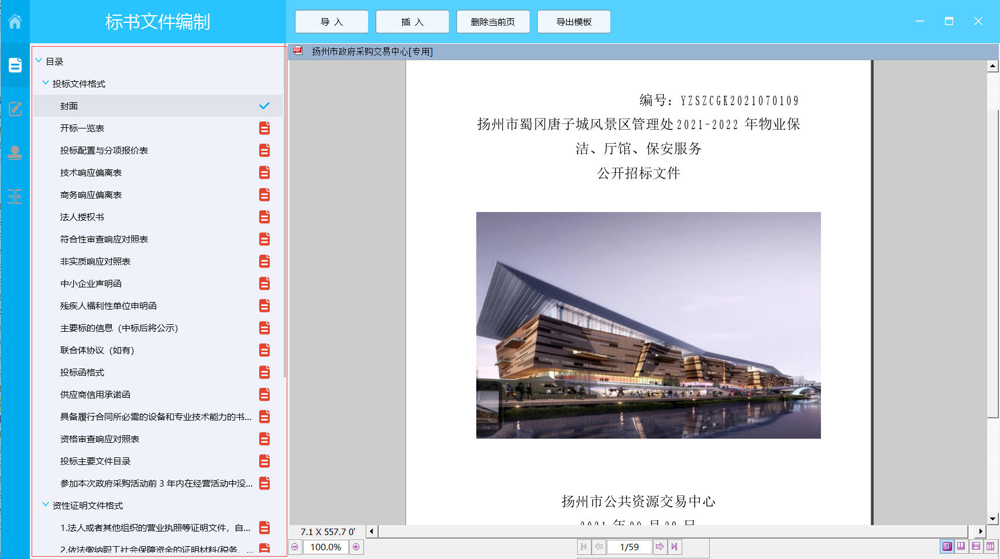 标书文件编制
导 入
插 入
删除当前页
导出模板
目录
投标文件格式
封面
开标一览表
投标配置与分项报价表
技术响应偏离表
商务响应偏离表
法人授权书
符合性审查响应对照表
非实质响应对照表
中小企业声明函
残疾人福利性单位申明函
主要标的信息（中标后将公示）
联合体协议（如有）
投标函格式
供应商信用承诺函
具备履行合同所必需的设备和专业技术能力的书...
资格审查响应对照表
投标主要文件目录
参加本次政府采购活动前 3 年内在经营活动中没...
资性证明文件格式
1.法人或者其他组织的营业执照等证明文件，自...
2.依法缴纳职工社会保障资金的证明材料(税务、...
PDF
扬州市政府采购交易中心[专用]
编号：YZSZCGK2021070109
扬州市蜀冈唐子城风景区管理处2021-2022 年物业保
洁、厅馆、保安服务
公开招标文件
扬州市公共资源交易中心
7.1 X 557.7 0'
100.0%
1/59